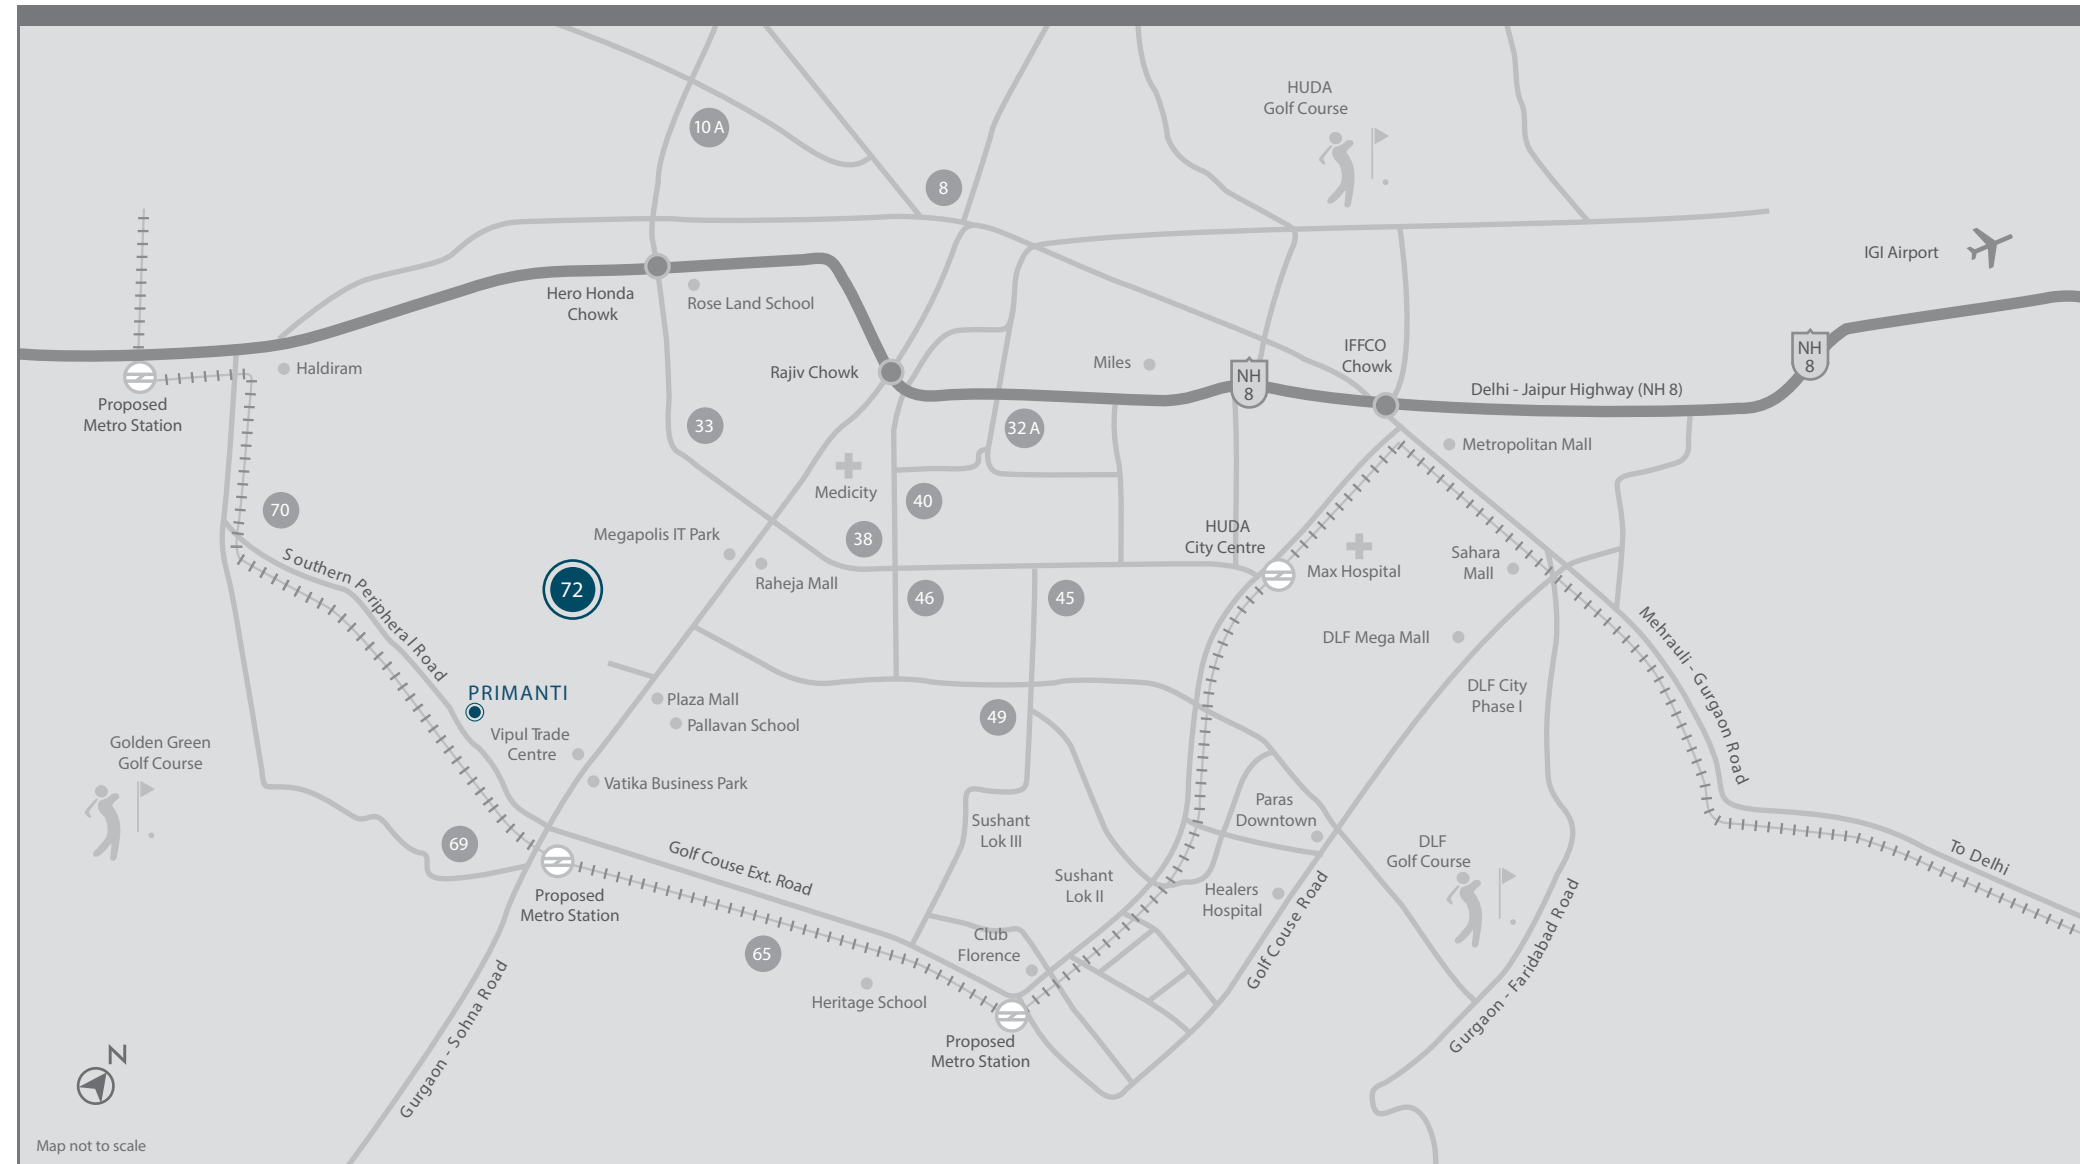 HUDA
Golf Course
10 A
8
IGI Airport
Hero Honda
Chowk
Rose Land School
Haldiram
Rajiv Chowk
Miles
NH
8
IFFCO
Chowk
NH
8
Delhi - Jaipur Highway (NH 8)
Proposed
Metro Station
33
32 A
Metropolitan Mall
Medicity
40
70
Megapolis IT Park
38
HUDA
City Centre
Max Hospital
Sahara
Mall
Southern Peripheral Road
72
Raheja Mall
46
45
DLF Mega Mall
Mehrauli - Gurgaon Road
PRIMANTI
Plaza Mall
Pallavan School
49
DLF City
Phase I
Vipul Trade
Centre
Golden Green
Golf Course
Vatika Business Park
Paras
Downtown
Sushant
Lok III
69
Golf Couse Ext. Road
DLF
Golf Course
To Delhi
Proposed
Metro Station
Sushant
Lok II
Healers
Hospital
Golf Couse Road
Gurgaon - Faridabad Road
65
Club
Florence
Heritage School
Gurgaon - Sohna Road
Proposed
Metro Station
N
Map not to scale